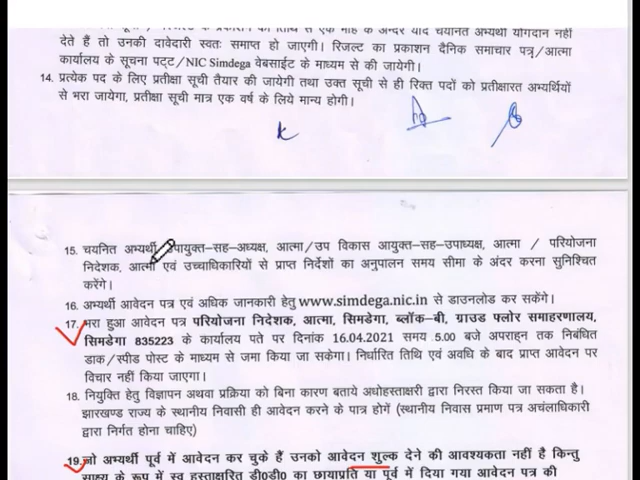 देते हैं तो उनकी दावेदारी स्वतः समाप्त हो जाएगी। रिजल्ट का प्रकाशन दैनिक समाचार पत्र/आत्मा
कार्यालय के सूचना पट्ट/NIC Simdega वेबसाईट के माध्यम से की जायेगी।
14. प्रत्येक पद के लिए प्रतीक्षा सूची तैयार की जायेगी तथा उक्त सूची से ही रिक्त पदों को प्रतीक्षारत अभ्यर्थियों
से भरा जायेगा, प्रतीक्षा सूची मात्र एक वर्ष के लिये मान्य होगी।
15. चयनित अभ्यर्थी उपायुक्त–सह–अध्यक्ष, आत्मा/उप विकास आयुक्त–सह–उपाध्यक्ष, आत्मा / परियोजना
निदेशक, आत्मा एवं उच्चाधिकारियों से प्राप्त निर्देशों का अनुपालन समय सीमा के अंदर करना सुनिश्चित
करेंगे।
16. अभ्यर्थी आवेदन पत्र एवं अधिक जानकारी हेतु www.simdega.nic.in से डाउनलोड कर सकेंगे।
17. भरा हुआ आवेदन पत्र परियोजना निदेशक, आत्मा, सिमडेगा, ब्लॉक–बी, ग्राउड फ्लोर समाहरणालय,
सिमडेगा 835223 के कार्यालय पते पर दिनांक 16.04.2021 समय 5.00 बजे अपराह्न तक निबंधित
डाक/स्पीड पोस्ट के माध्यम से जमा किया जा सकेगा। निर्धारित तिथि एवं अवधि के बाद प्राप्त आवेदन पर
विचार नहीं किया जाएगा।
18. नियुक्ति हेतु विज्ञापन अथवा प्रक्रिया को बिना कारण बताये अधोहस्ताक्षरी द्वारा निरस्त किया जा सकता है।
झारखण्ड राज्य के स्थानीय निवासी ही आवेदन करने के पात्र होगें (स्थानीय निवास प्रमाण पत्र अचंलाधिकारी
द्वारा निर्गत होना चाहिए)
19. जो अभ्यर्थी पूर्व में आवेदन कर चुके हैं उनको आवेदन शुल्क देने की आवश्यकता नहीं है किन्तु
साक्ष्य के रूप में स्व हस्ताक्षरित डी0डी0 का छायाप्रति या पूर्व में दिया गया आवेदन पत्र की